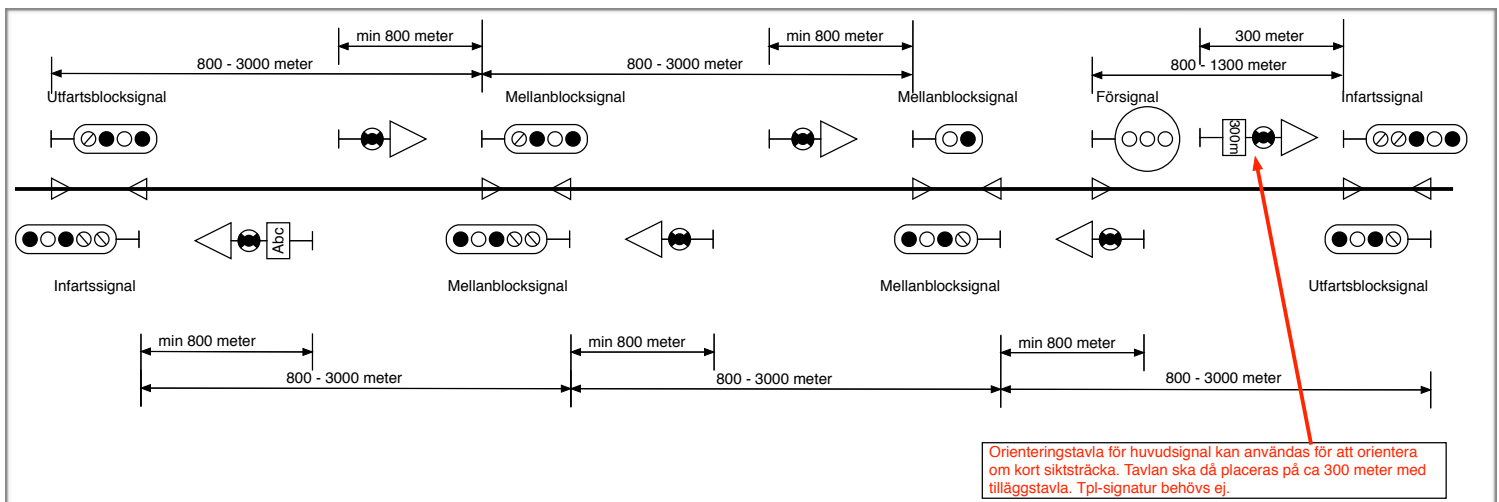 min 800 meter
min 800 meter
300 meter
800 - 3000 meter
800 - 3000 meter
800 - 1300 meter
Utfartsblocksignal
Mellanblocksignal
Mellanblocksignal
Försignal
Infartssignal
300m
Abc
Infartssignal
Mellanblocksignal
Mellanblocksignal
Utfartsblocksignal
min 800 meter
min 800 meter
min 800 meter
800 - 3000 meter
800 - 3000 meter
800 - 3000 meter
Orienteringstavla för huvudsignal kan användas för att orientera
om kort siktsträcka. Tavlan ska då placeras på ca 300 meter med
tilläggstavla. Tpl-signatur behövs ej.